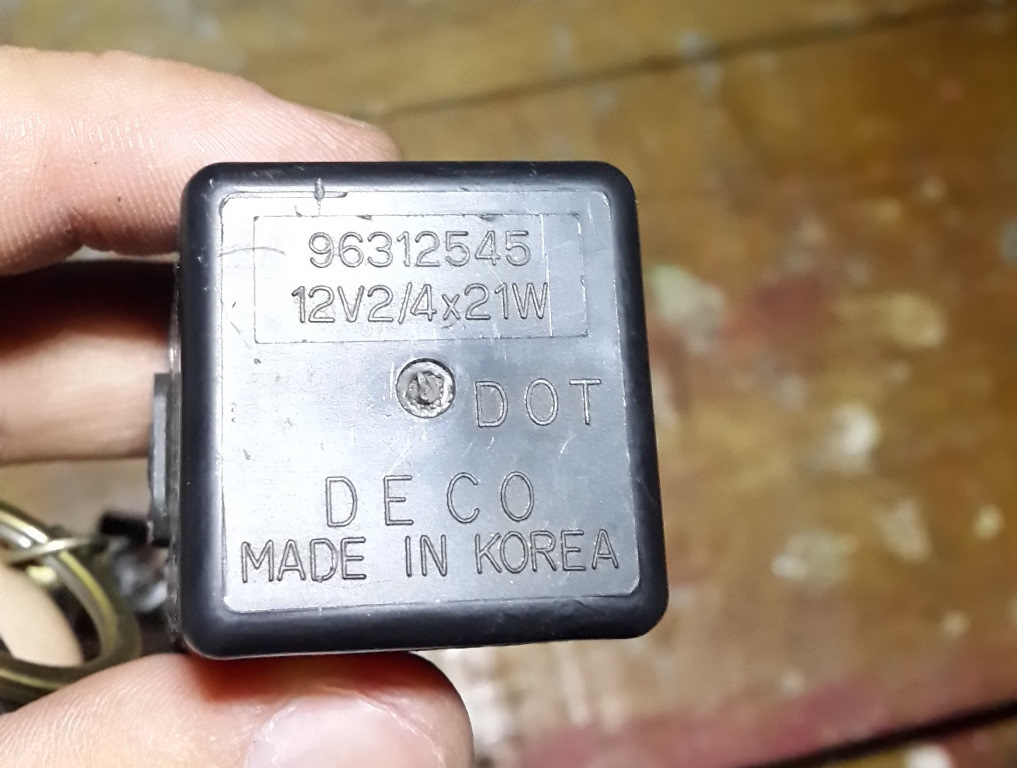 96312545
12V2/4x21W
DOT
DECO
MADE IN KOREA